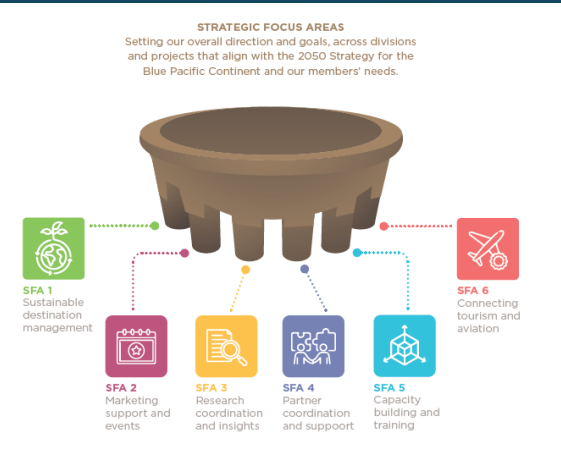 STRATEGIC FOCUS AREAS
Setting our overall direction and goals, across divisions
and projects that align with the 2050 Strategy for the
Blue Pacific Continent and our members' needs.
SFA 1
Sustainable
destination
management
SFA 2
Marketing
support and
events
SFA 3
Research
coordination
and insights
SFA 4
Partner
coordination
and support
SFA 5
Capacity
building and
training
SFA 6
Connecting
tourism and
aviation